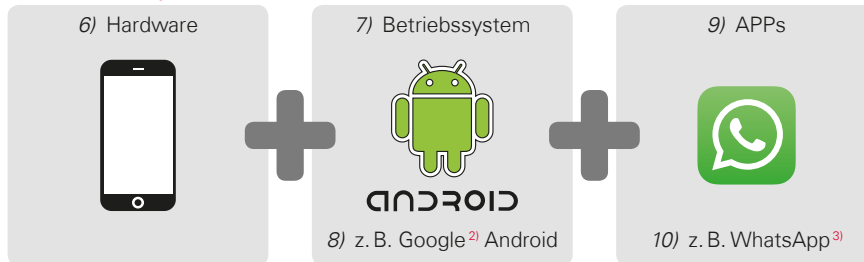 6) Hardware
7) Betriebssystem
9) APPs
ANDROID
8) z. B. Google 2) Android
10) z. B. WhatsApp 3)